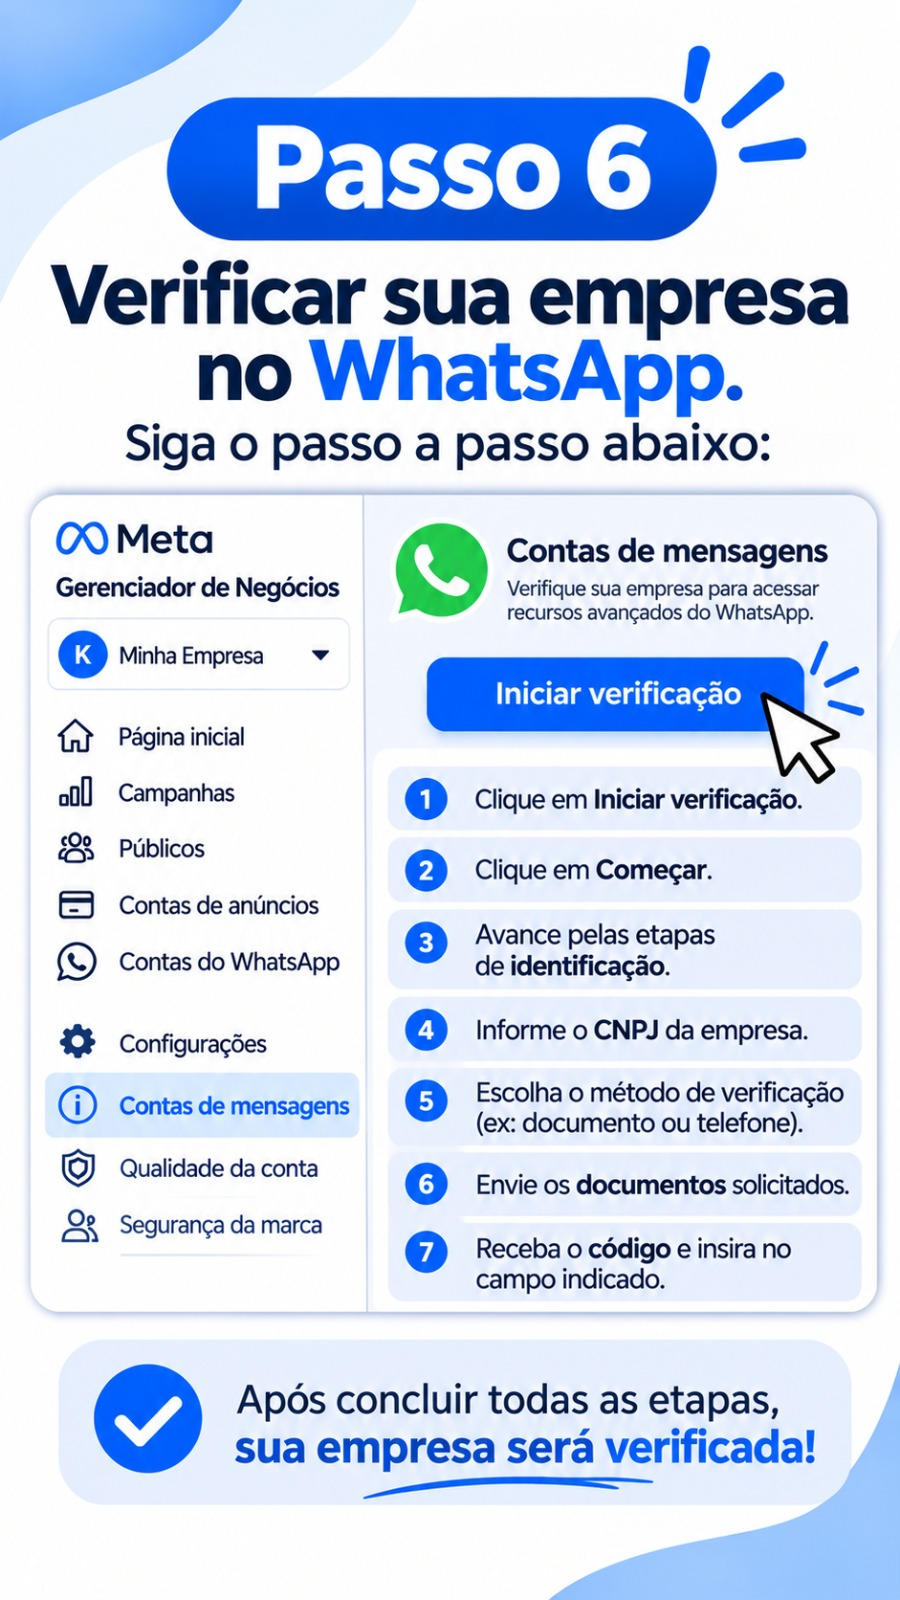 Passo 6
Verificar sua empresa
no WhatsApp.
Siga o passo a passo abaixo:
Meta
Gerenciador de Negócios
K Minha Empresa
Página inicial
Campanhas
Públicos
Contas de anúncios
Contas do WhatsApp
Configurações
Contas de mensagens
Qualidade da conta
Segurança da marca
Contas de mensagens
Verifique sua empresa para acessar
recursos avançados do WhatsApp.
Iniciar verificação
1 Clique em Iniciar verificação.
2 Clique em Começar.
3 Avance pelas etapas
de identificação.
4 Informe o CNPJ da empresa.
5 Escolha o método de verificação
(ex: documento ou telefone).
6 Envie os documentos solicitados.
7 Receba o código e insira no
campo indicado.
Após concluir todas as etapas,
sua empresa será verificada!